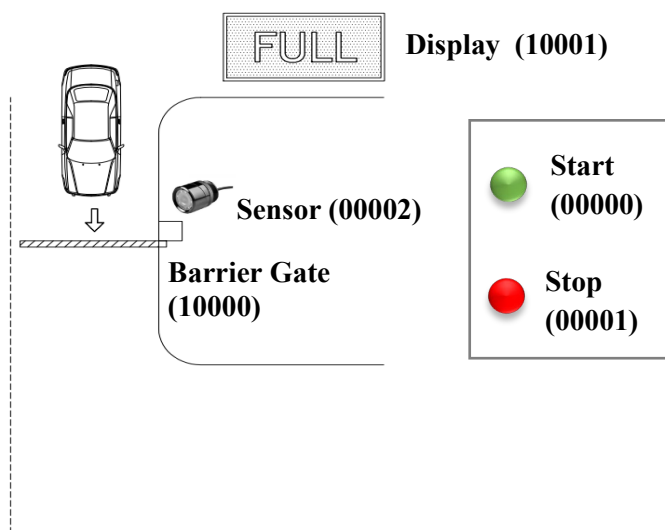 FULL
Display (10001)
Start
(00000)
Sensor (00002)
Barrier Gate
(10000)
Stop
(00001)